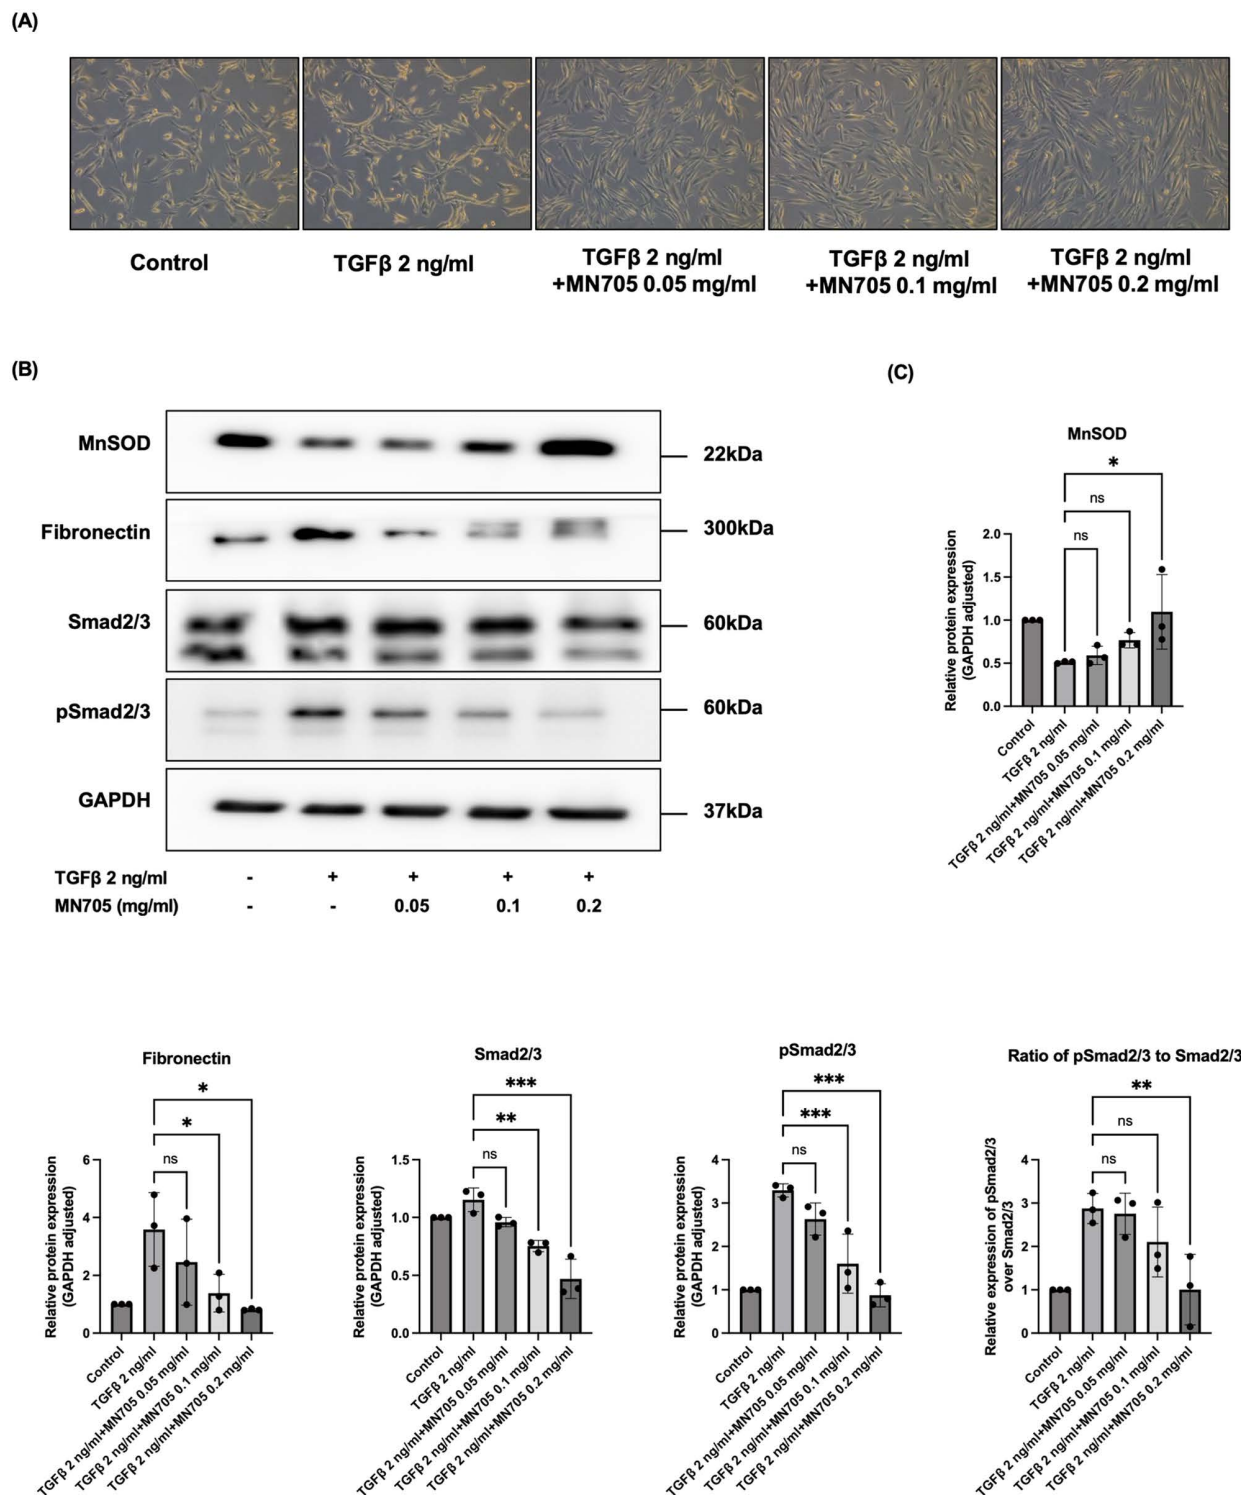 (A)
Control
TGFβ 2 ng/ml
TGFβ 2 ng/ml
+MN705 0.05 mg/ml
TGFβ 2 ng/ml
+MN705 0.1 mg/ml
TGFβ 2 ng/ml
+MN705 0.2 mg/ml
(B)
MnSOD
22kDa
Fibronectin
300kDa
Smad2/3
60kDa
pSmad2/3
60kDa
GAPDH
37kDa
TGFβ 2 ng/ml - + + + +
MN705 (mg/ml) - - 0.05 0.1 0.2
(C)
MnSOD
*
ns
ns
Relative protein expression
(GAPDH adjusted)
2.0
1.5
1.0
0.5
0.0
Control
TGFβ 2 ng/ml
TGFβ 2 ng/ml+MN705 0.05 mg/ml
TGFβ 2 ng/ml+MN705 0.1 mg/ml
TGFβ 2 ng/ml+MN705 0.2 mg/ml
Fibronectin
*
*
ns
Relative protein expression
(GAPDH adjusted)
6
4
2
0
Control
TGFβ 2 ng/ml
TGFβ 2 ng/ml+MN705 0.05 mg/ml
TGFβ 2 ng/ml+MN705 0.1 mg/ml
TGFβ 2 ng/ml+MN705 0.2 mg/ml
Smad2/3
***
**
ns
Relative protein expression
(GAPDH adjusted)
1.5
1.0
0.5
0.0
Control
TGFβ 2 ng/ml
TGFβ 2 ng/ml+MN705 0.05 mg/ml
TGFβ 2 ng/ml+MN705 0.1 mg/ml
TGFβ 2 ng/ml+MN705 0.2 mg/ml
pSmad2/3
***
***
ns
Relative protein expression
(GAPDH adjusted)
4
3
2
1
0
Control
TGFβ 2 ng/ml
TGFβ 2 ng/ml+MN705 0.05 mg/ml
TGFβ 2 ng/ml+MN705 0.1 mg/ml
TGFβ 2 ng/ml+MN705 0.2 mg/ml
Ratio of pSmad2/3 to Smad2/3
**
ns
ns
Relative expression of pSmad2/3
over Smad2/3
4
3
2
1
0
Control
TGFβ 2 ng/ml
TGFβ 2 ng/ml+MN705 0.05 mg/ml
TGFβ 2 ng/ml+MN705 0.1 mg/ml
TGFβ 2 ng/ml+MN705 0.2 mg/ml